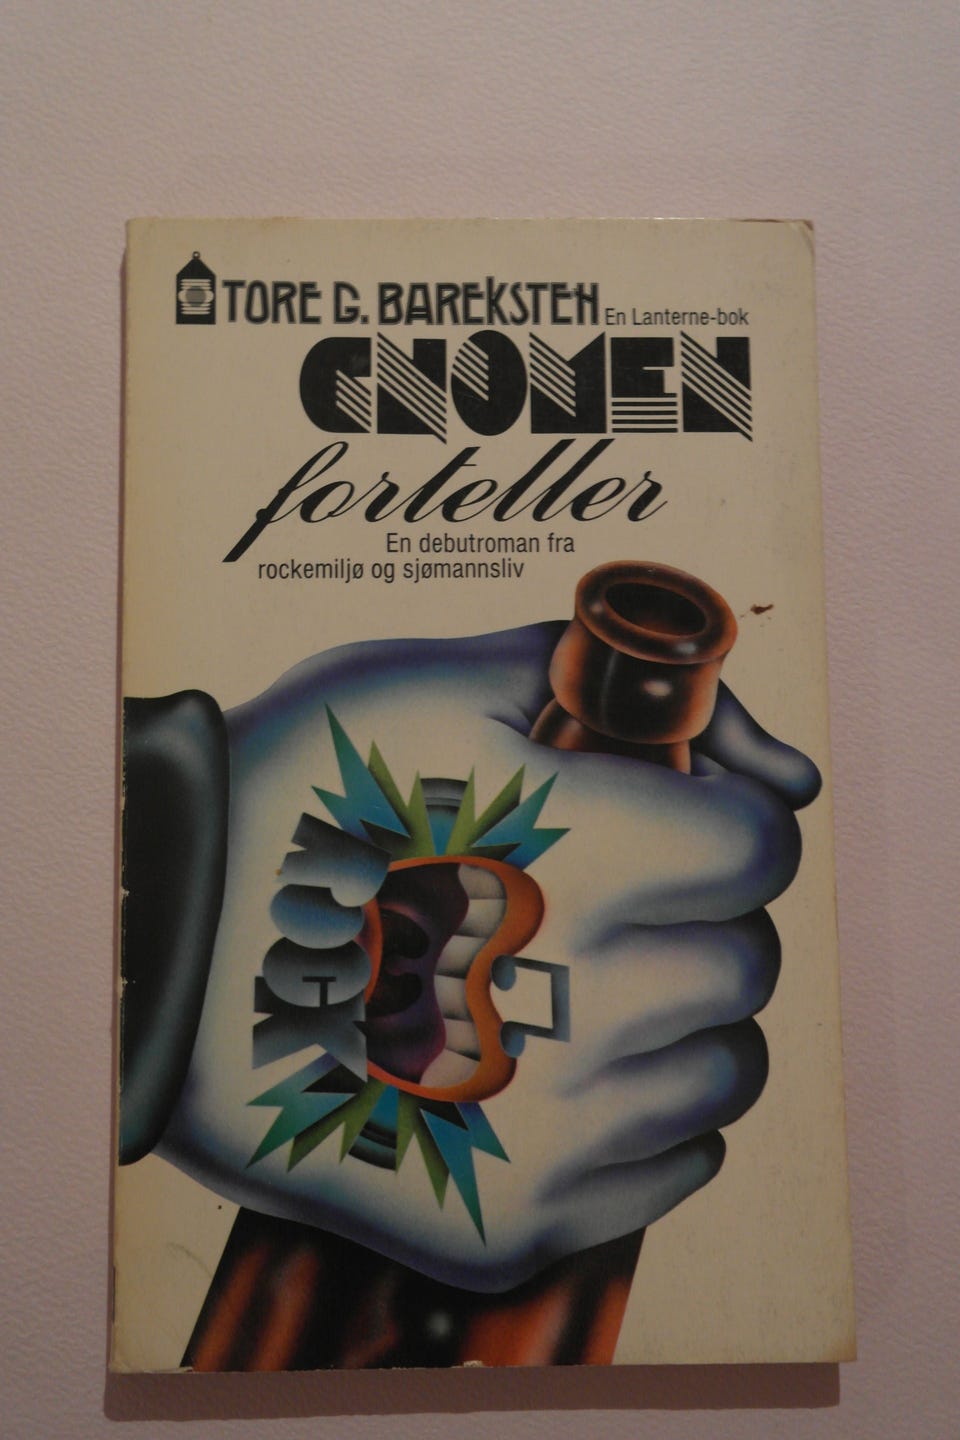 TORE G. BAREKSTEN
En Lanterne-bok
GNOMEN
forteller
En debutroman fra
rockemiljø og sjømannsliv
ROCK